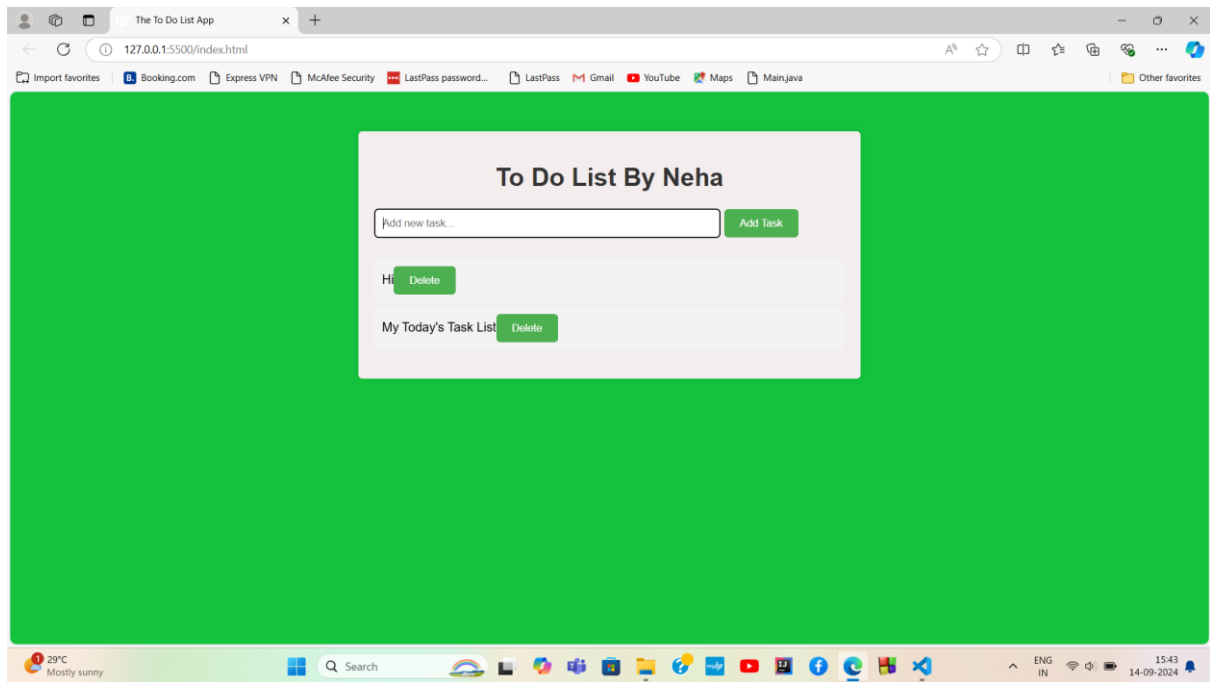 The To Do List App
127.0.0.1:5500/index.html
Import favorites B. Booking.com Express VPN McAfee Security LastPass password... LastPass Gmail YouTube Maps Main.java Other favorites
To Do List By Neha
Add new task... Add Task
Hi Delete
My Today's Task List Delete
1 29°C
Mostly sunny
Search
ENG
IN
15:43
14-09-2024